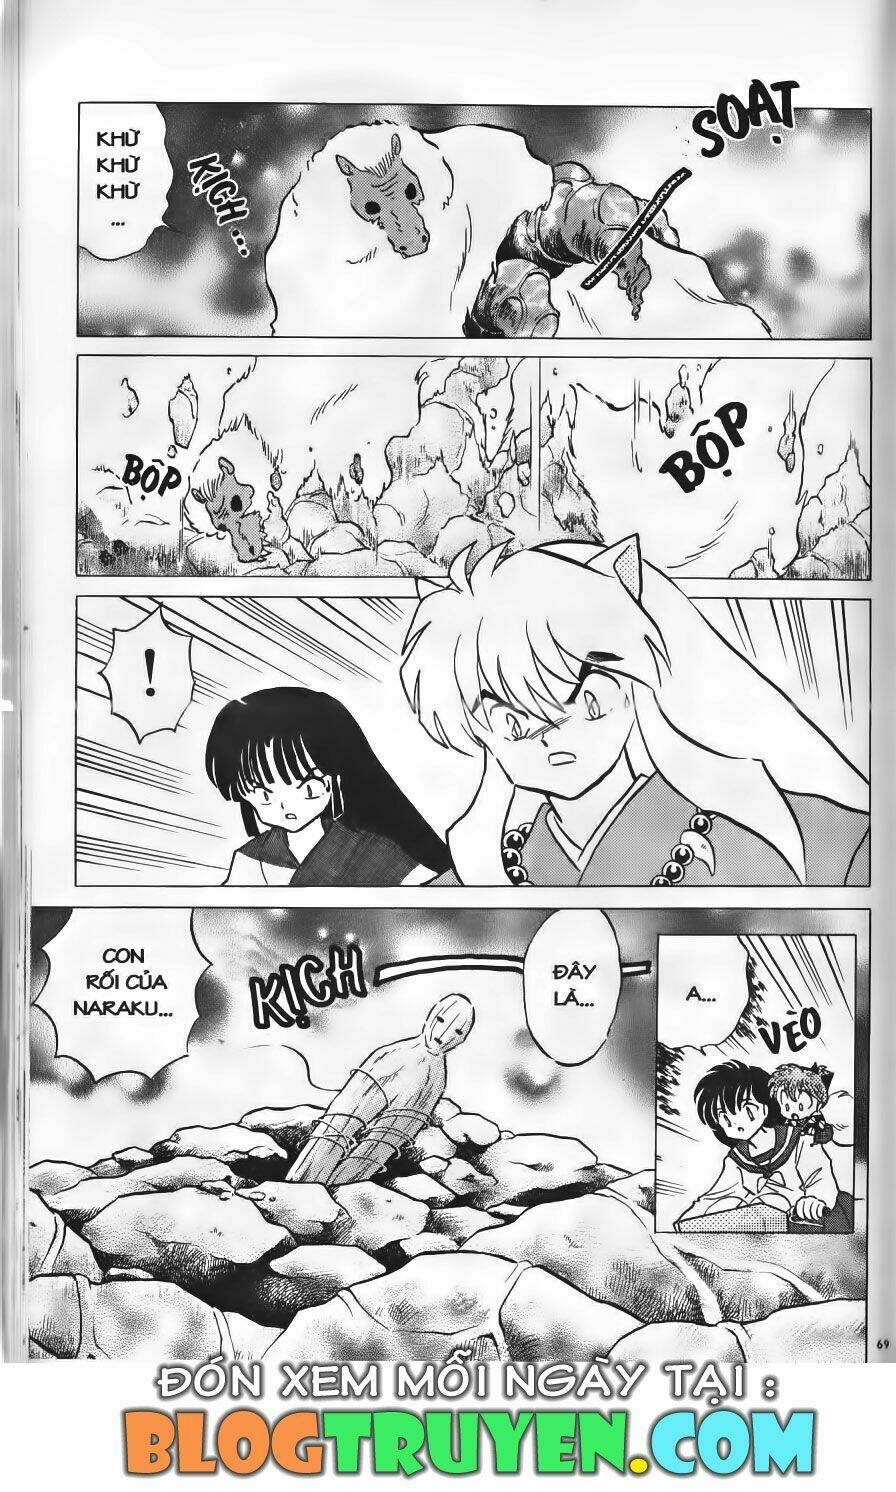 KHỪ
KHỪ
KHỪ
...
KỊCH...
SOẠT
BỘP
BỘP
!
CON
RỐI CỦA
NARAKU...
KỊCH
ĐÂY
LÀ...
A...
VÈO
69
ĐÓN XEM MỖI NGÀY TẠI :
BLOGTRUYEN.COM